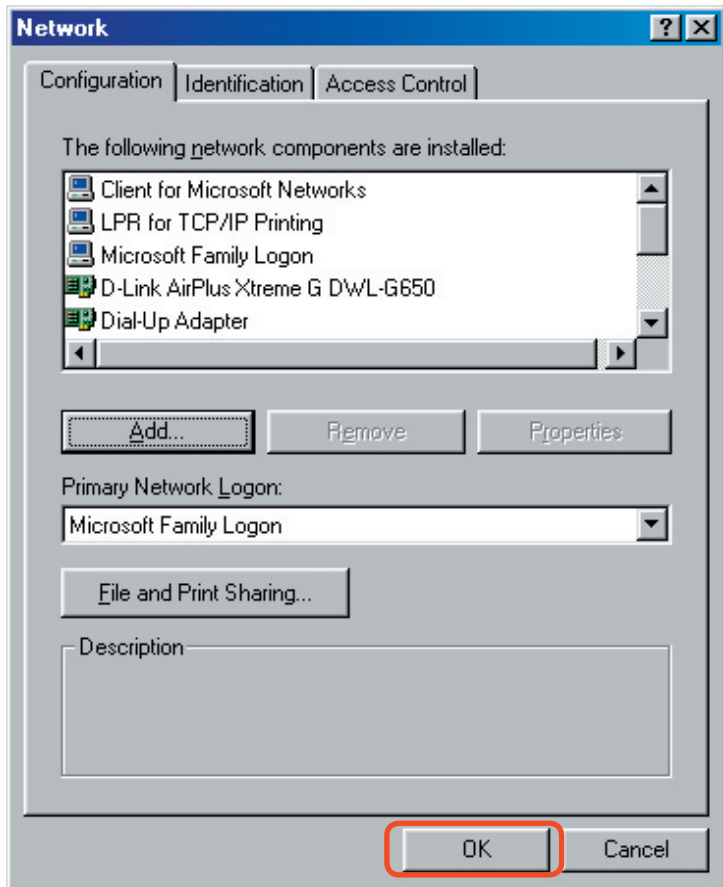 Network
Configuration Identification Access Control
The following network components are installed:
Client for Microsoft Networks
LPR for TCP/IP Printing
Microsoft Family Logon
D-Link AirPlus Xtreme G DWL-G650
Dial-Up Adapter
Add... Remove Properties
Primary Network Logon:
Microsoft Family Logon
File and Print Sharing...
Description
OK Cancel